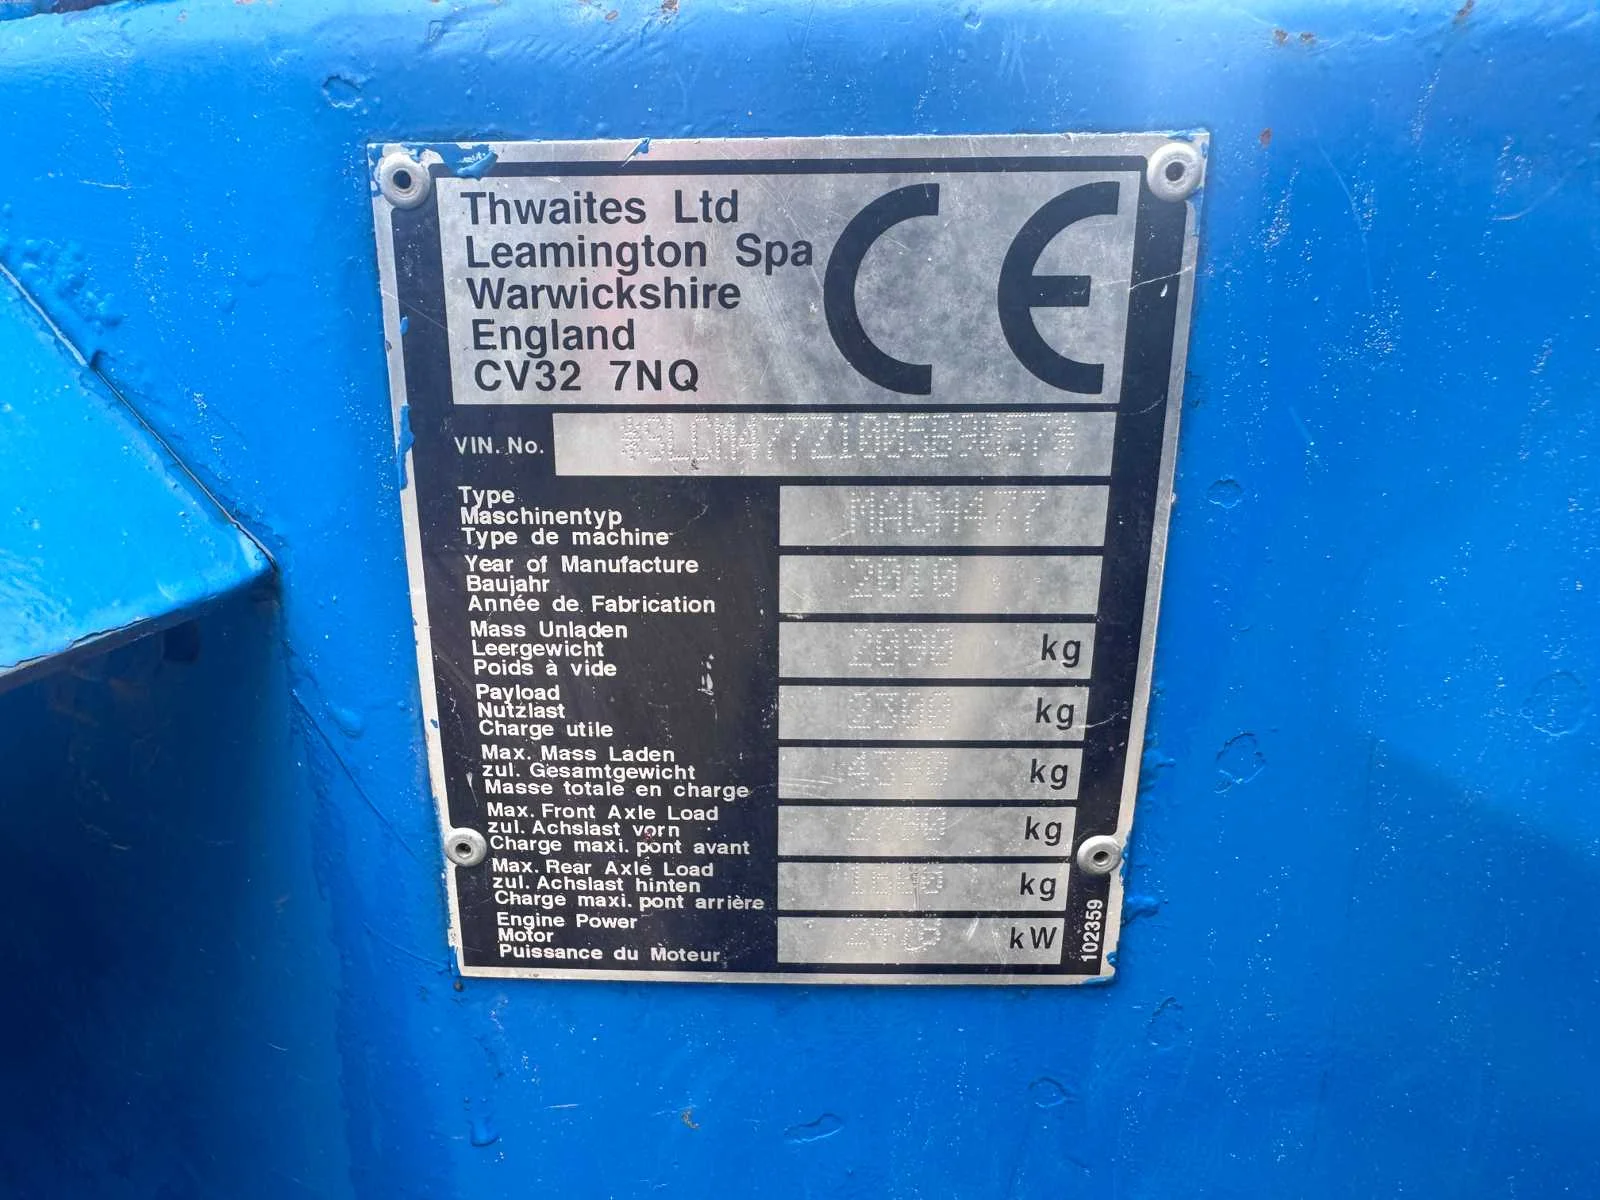 Thwaites Ltd
Leamington Spa
Warwickshire
England
CV32 7NQ
CE
VIN. No. *SLCM477Z1005B9057*
Type MACH477
Maschinentyp
Type de machine
Year of Manufacture 2010
Baujahr
Année de Fabrication
Mass Unladen 2090 kg
Leergewicht
Poids à vide
Payload 2300 kg
Nutzlast
Charge utile
Max. Mass Laden kg
zul. Gesamtgewicht
Masse totale en charge
Max. Front Axle Load kg
zul. Achslast vorn
Charge maxi. pont avant
Max. Rear Axle Load kg
zul. Achslast hinten
Charge maxi. pont arrière
Engine Power kW
Motor
Puissance du Moteur
102359